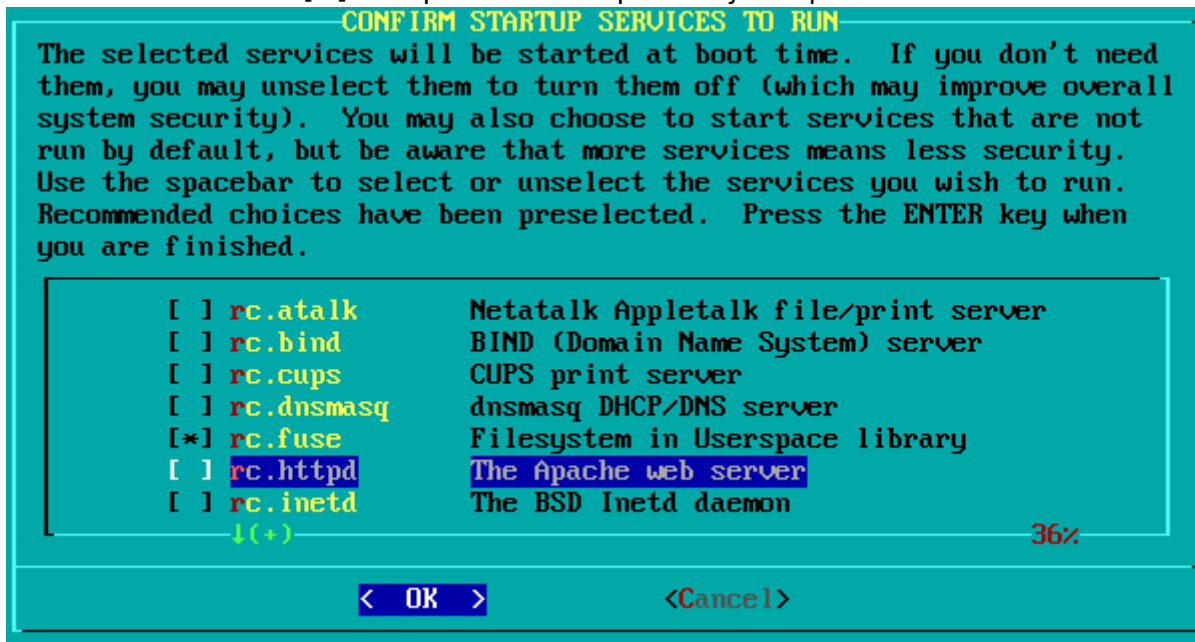 CONFIRM STARTUP SERVICES TO RUN
The selected services will be started at boot time.  If you don't need
them, you may unselect them to turn them off (which may improve overall
system security).  You may also choose to start services that are not
run by default, but be aware that more services means less security.
Use the spacebar to select or unselect the services you wish to run.
Recommended choices have been preselected.  Press the ENTER key when
you are finished.
[ ] rc.atalk Netatalk Appletalk file/print server
[ ] rc.bind BIND (Domain Name System) server
[ ] rc.cups CUPS print server
[ ] rc.dnsmasq dnsmasq DHCP/DNS server
[*] rc.fuse Filesystem in Userspace library
[ ] rc.httpd The Apache web server
[ ] rc.inetd The BSD Inetd daemon
↓(+) 36%
< OK > <Cancel>